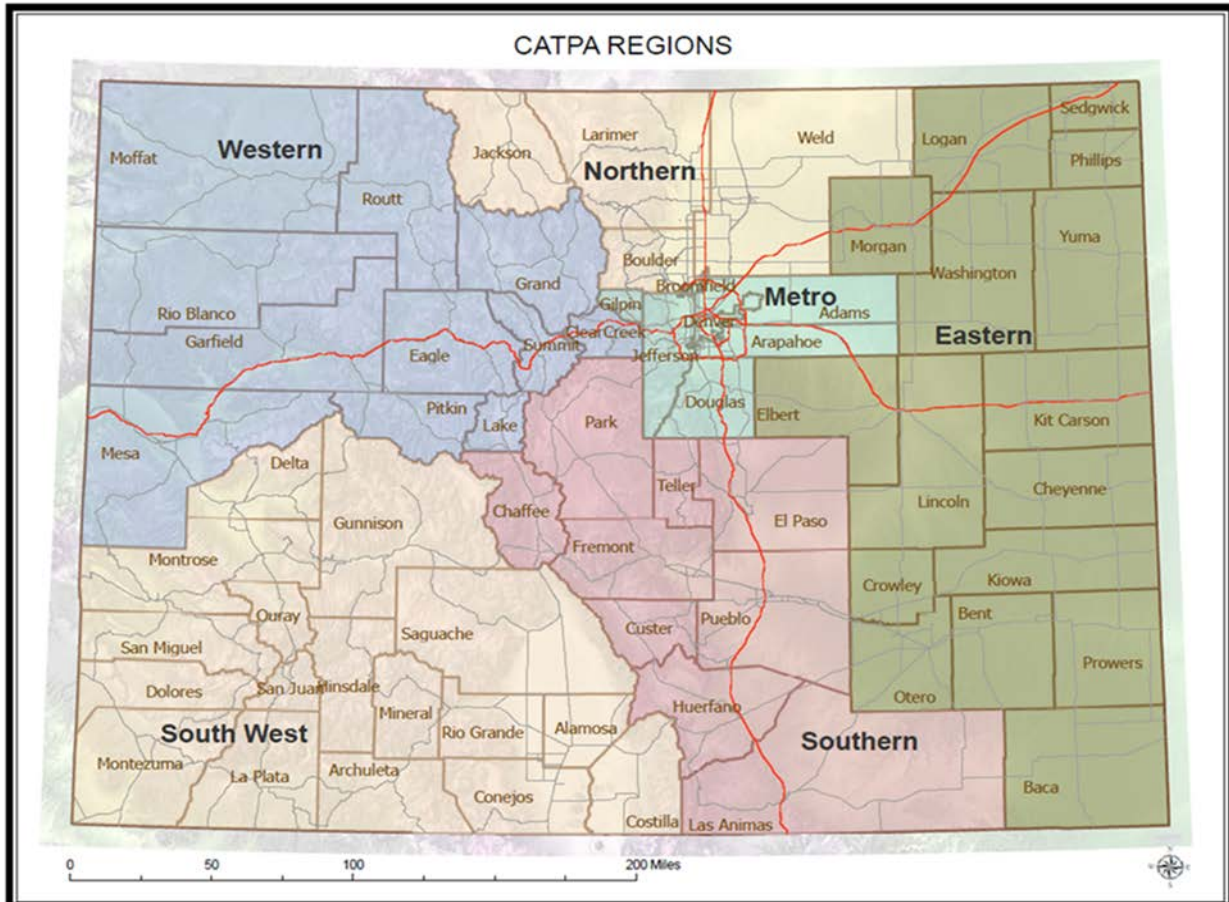 CATPA REGIONS
Sedgwick
Larimer
Weld
Logan
Western
Moffat
Jackson
Northern
Phillips
Routt
Yuma
Morgan
Boulder
Washington
Grand
Broomfield
Metro
Gilpin
Rio Blanco
Adams
Denver
Clear Creek
Garfield
Summit
Arapahoe
Eastern
Eagle
Jefferson
Pitkin
Douglas
Elbert
Park
Kit Carson
Lake
Mesa
Delta
Teller
Cheyenne
Lincoln
Chaffee
El Paso
Gunnison
Fremont
Montrose
Kiowa
Crowley
Ouray
Bent
Pueblo
Custer
Saguache
San Miguel
Prowers
Dolores
San Juan
Hinsdale
Otero
Huerfano
Mineral
Alamosa
South West
Rio Grande
Southern
Montezuma
Archuleta
La Plata
Baca
Conejos
Costilla
Las Animas
0 50 100 200 Miles